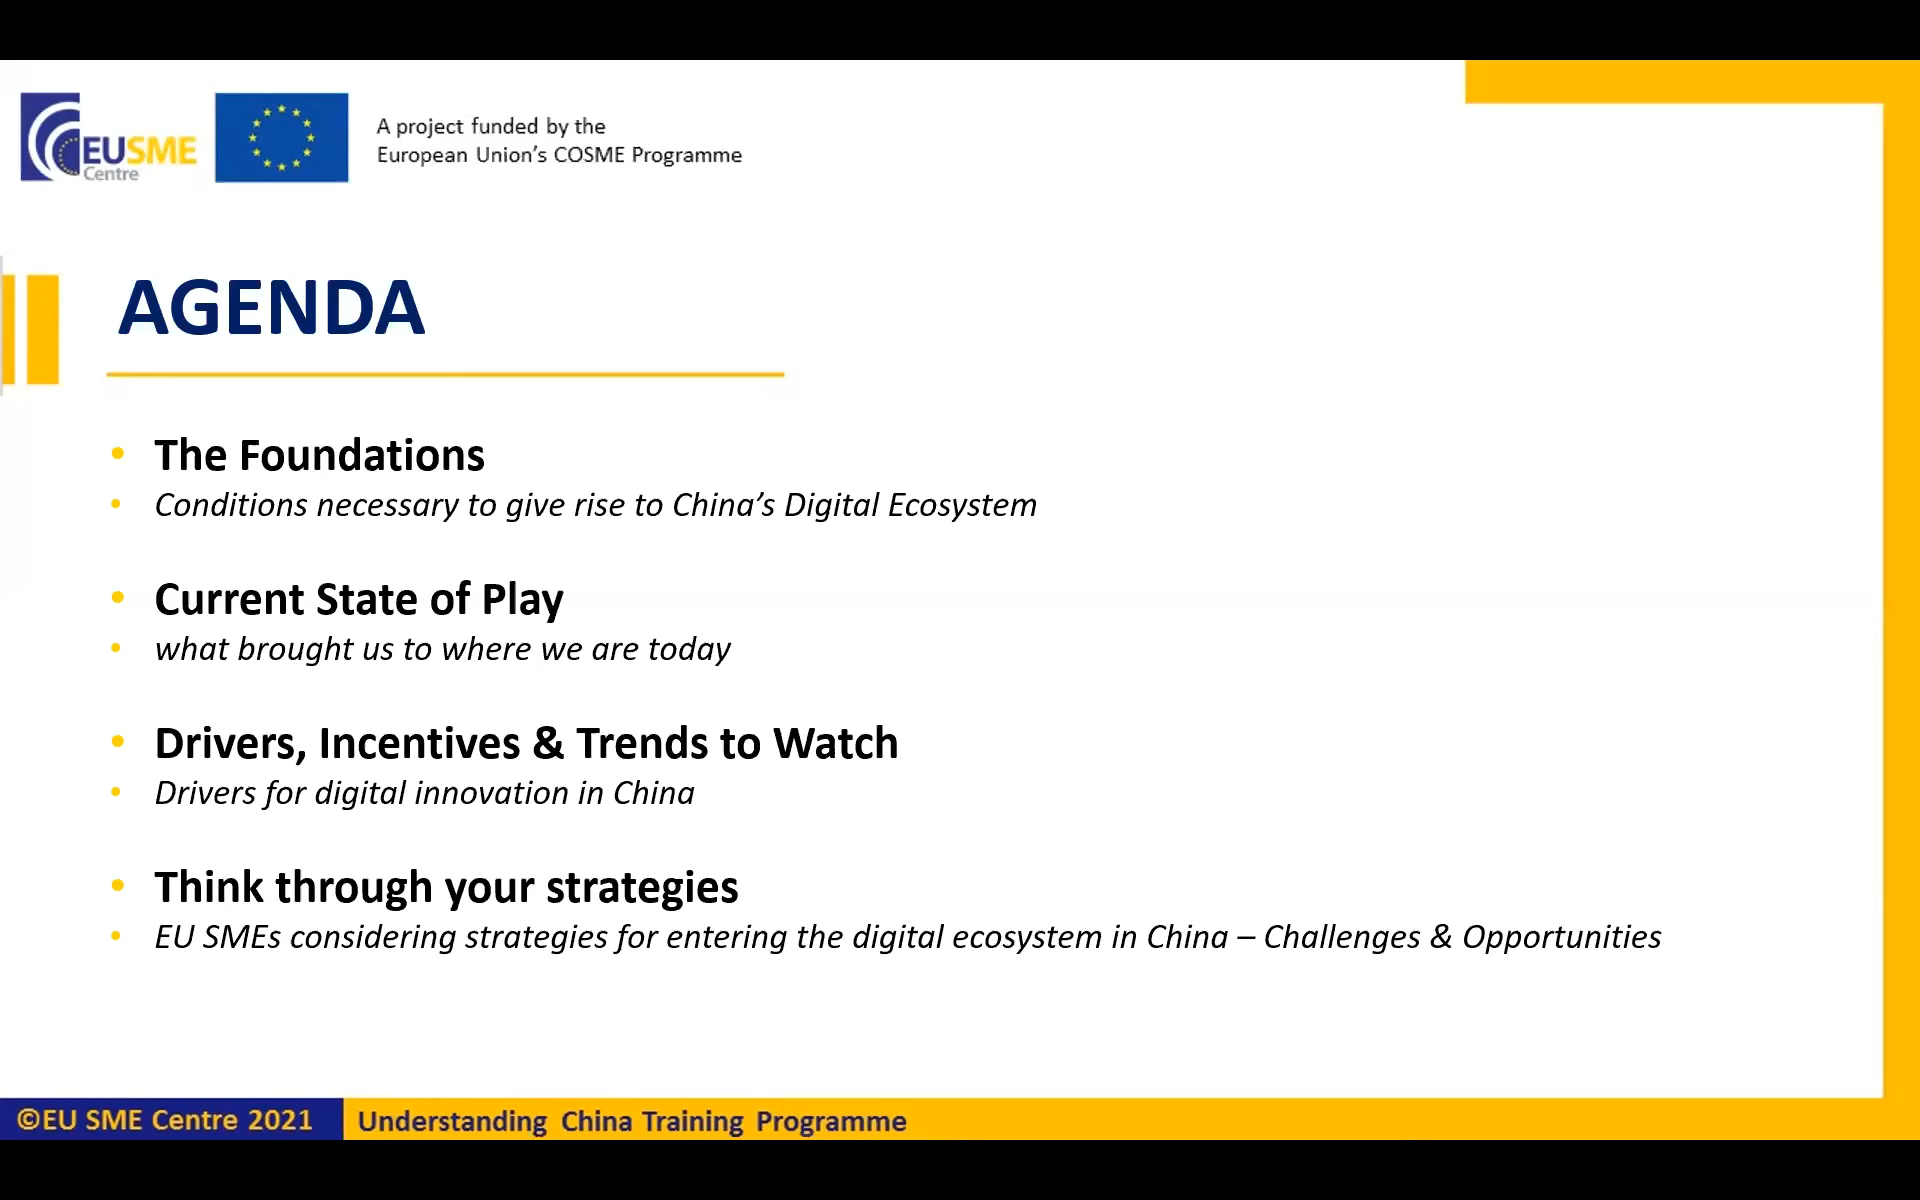 EUSME
Centre
A project funded by the
European Union’s COSME Programme
AGENDA
• The Foundations
• Conditions necessary to give rise to China’s Digital Ecosystem
• Current State of Play
• what brought us to where we are today
• Drivers, Incentives & Trends to Watch
• Drivers for digital innovation in China
• Think through your strategies
• EU SMEs considering strategies for entering the digital ecosystem in China – Challenges & Opportunities
©EU SME Centre 2021 Understanding China Training Programme